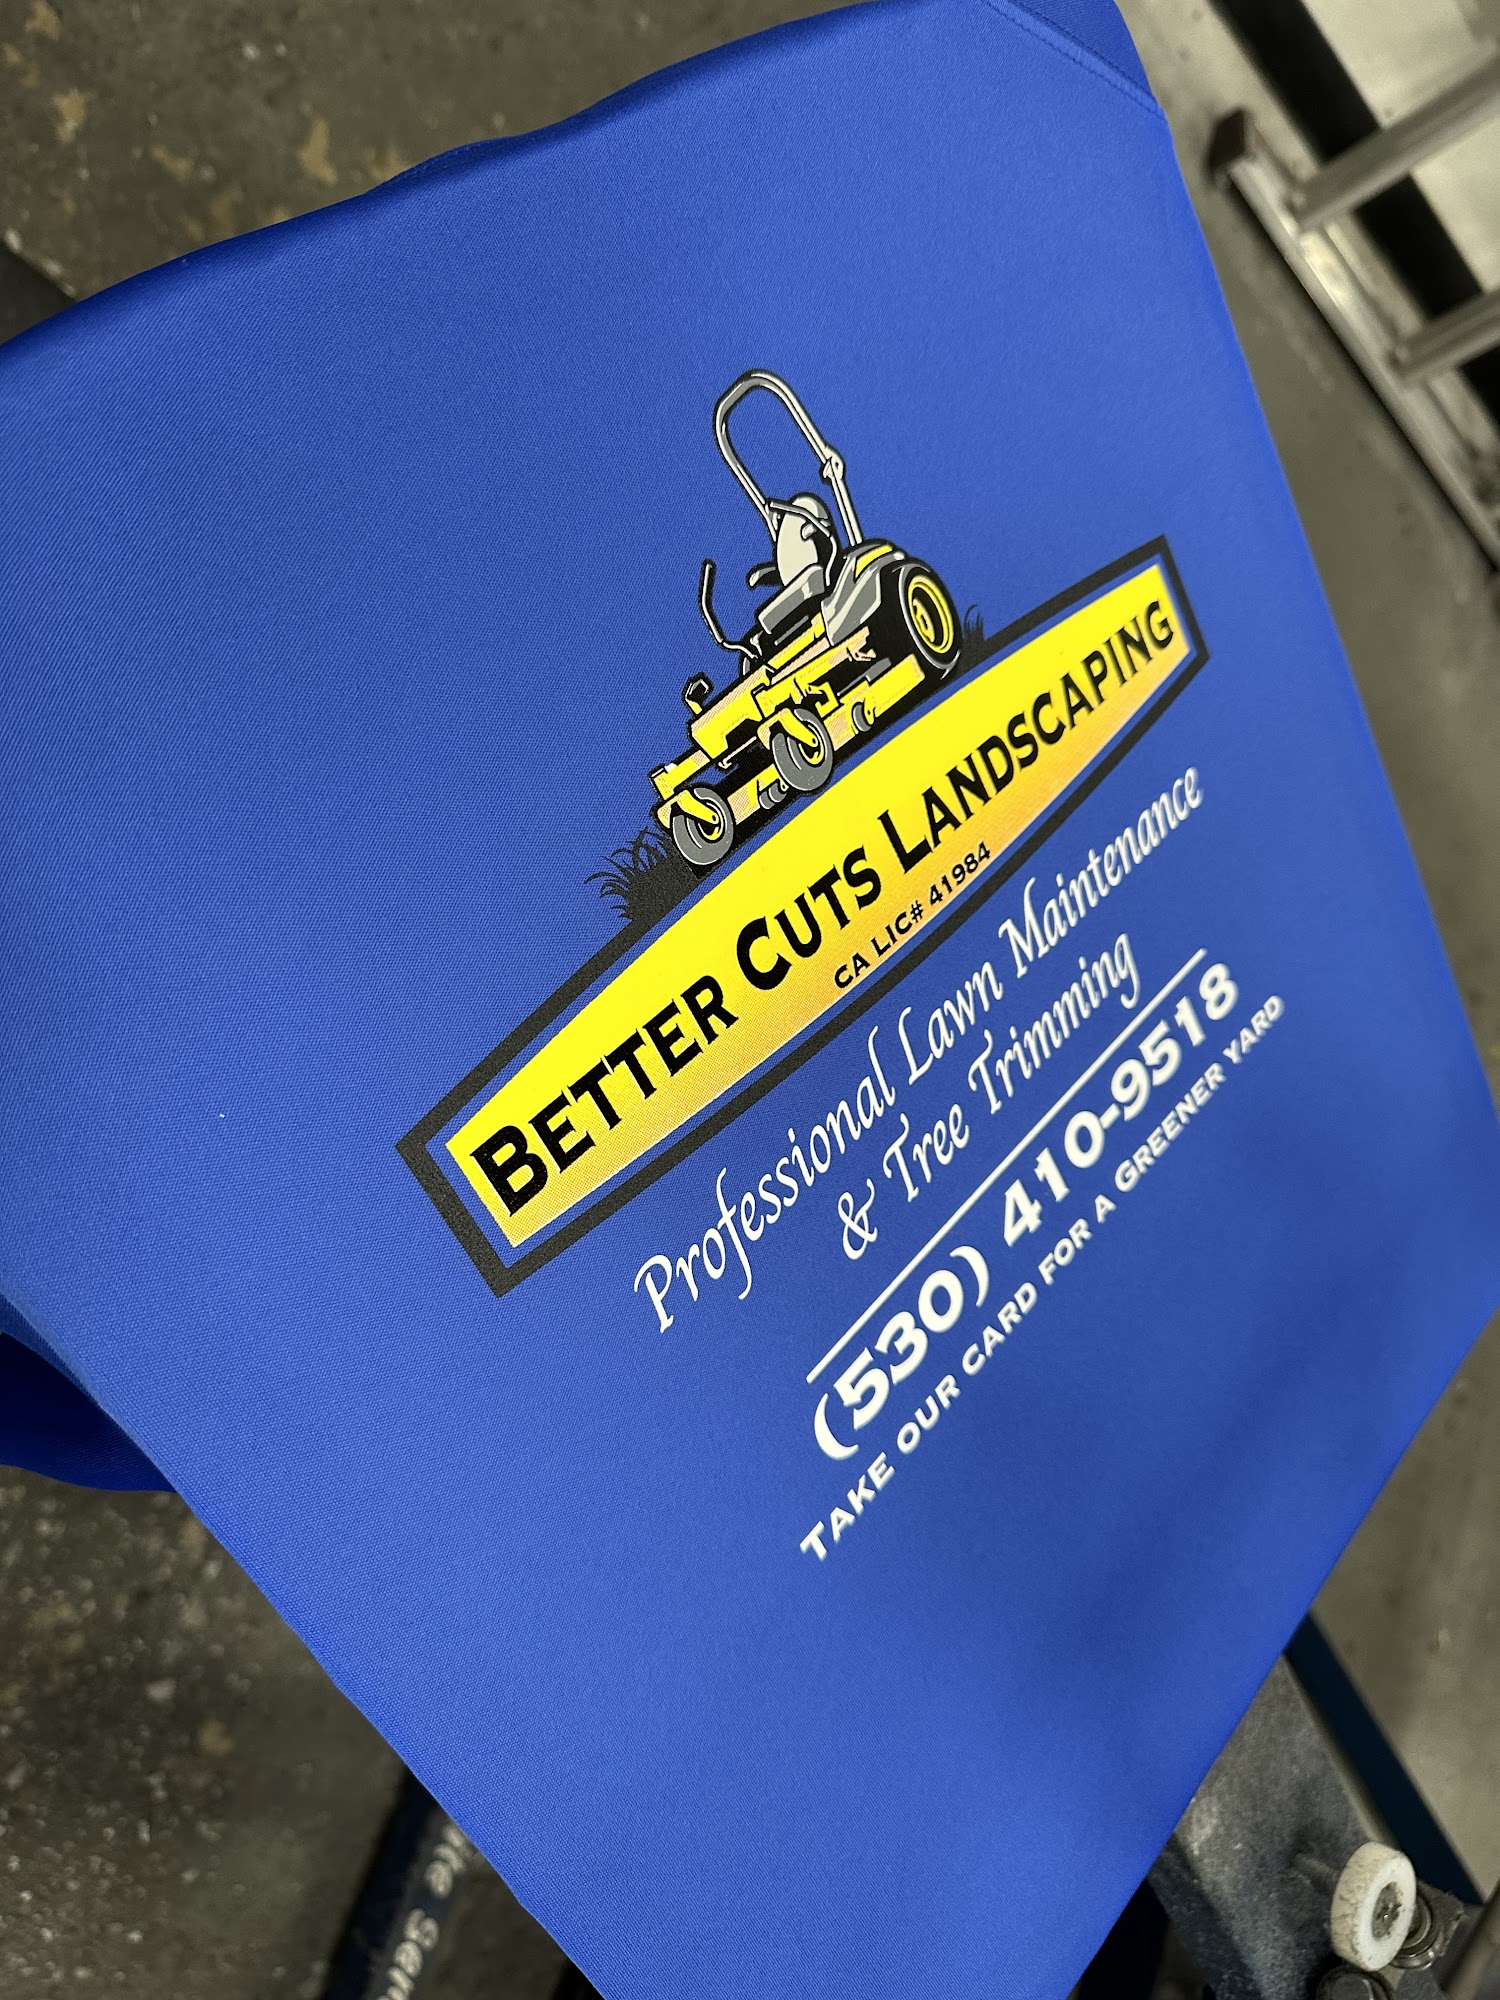 BETTER CUTS LANDSCAPING
CA LIC# 41984
Professional Lawn Maintenance
& Tree Trimming
(530) 410-9518
TAKE OUR CARD FOR A GREENER YARD